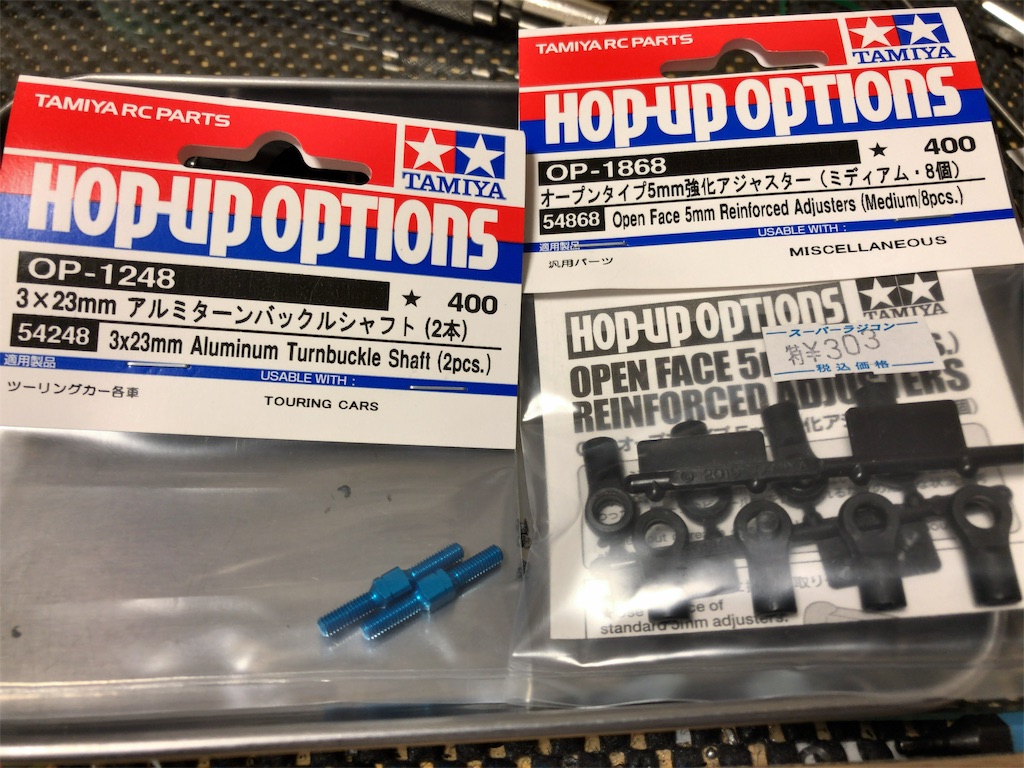 TAMIYA RC PARTS
TAMIYA
HOP-UP OPTIONS
OP-1248
★ 400
3×23mm アルミターンバックルシャフト (2本)
54248 3x23mm Aluminum Turnbuckle Shaft (2pcs.)
適用製品
USABLE WITH :
ツーリングカー各車
TOURING CARS
TAMIYA RC PARTS
TAMIYA
HOP-UP OPTIONS
OP-1868
★ 400
オープンタイプ5mm強化アジャスター (ミディアム・8個)
54868 Open Face 5mm Reinforced Adjusters (Medium/8pcs.)
適用製品
USABLE WITH :
汎用パーツ
MISCELLANEOUS
HOP-UP OPTIONS
TAMIYA
スーパーラジコン
特¥303
税込価格
OPEN FACE 5
REINFORCED ADJUSTERS
of
standard 5mm adjusters.